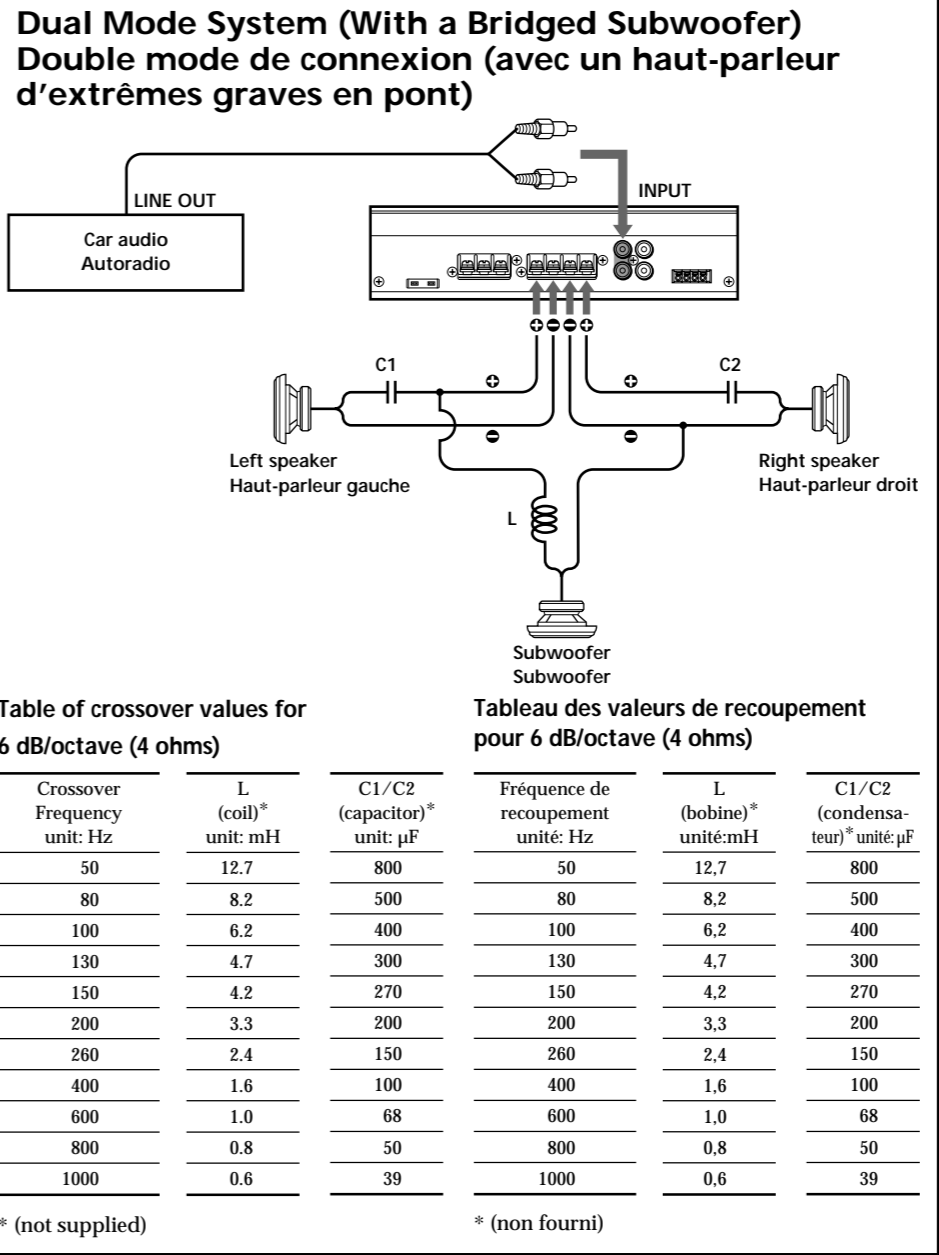 Dual Mode System (With a Bridged Subwoofer)
Double mode de connexion (avec un haut-parleur
d'extrêmes graves en pont)
LINE OUT
INPUT
Car audio
Autoradio
C1
C2
Left speaker
Haut-parleur gauche
Right speaker
Haut-parleur droit
L
Subwoofer
Subwoofer
Table of crossover values for
6 dB/octave (4 ohms)
Crossover Frequency unit: Hz | L (coil)* unit: mH | C1/C2 (capacitor)* unit: µF
50 12.7 800
80 8.2 500
100 6.2 400
130 4.7 300
150 4.2 270
200 3.3 200
260 2.4 150
400 1.6 100
600 1.0 68
800 0.8 50
1000 0.6 39
* (not supplied)
Tableau des valeurs de recoupement
pour 6 dB/octave (4 ohms)
Fréquence de recoupement unité: Hz | L (bobine)* unité:mH | C1/C2 (condensa-teur)* unité: µF
50 12,7 800
80 8,2 500
100 6,2 400
130 4,7 300
150 4,2 270
200 3,3 200
260 2,4 150
400 1,6 100
600 1,0 68
800 0,8 50
1000 0,6 39
* (non fourni)